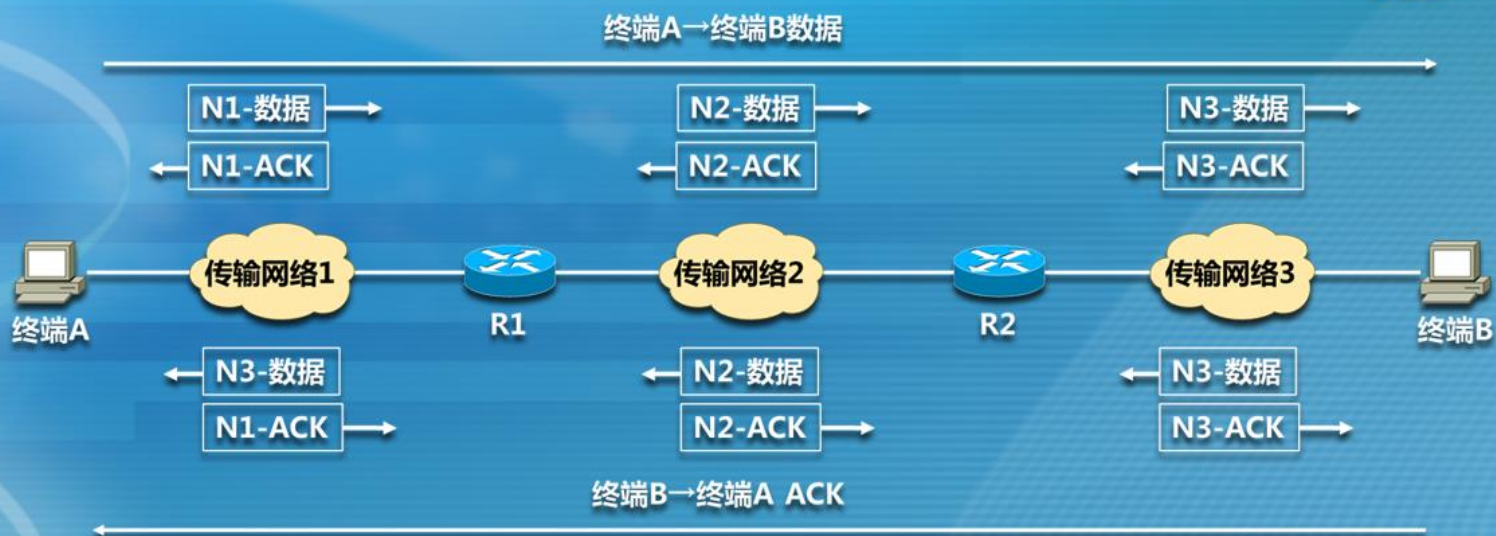 终端A→终端B数据
N1-数据 N2-数据 N3-数据
N1-ACK N2-ACK N3-ACK
传输网络1 传输网络2 传输网络3
终端A R1 R2 终端B
N3-数据 N2-数据 N3-数据
N1-ACK N2-ACK N3-ACK
终端B→终端A ACK